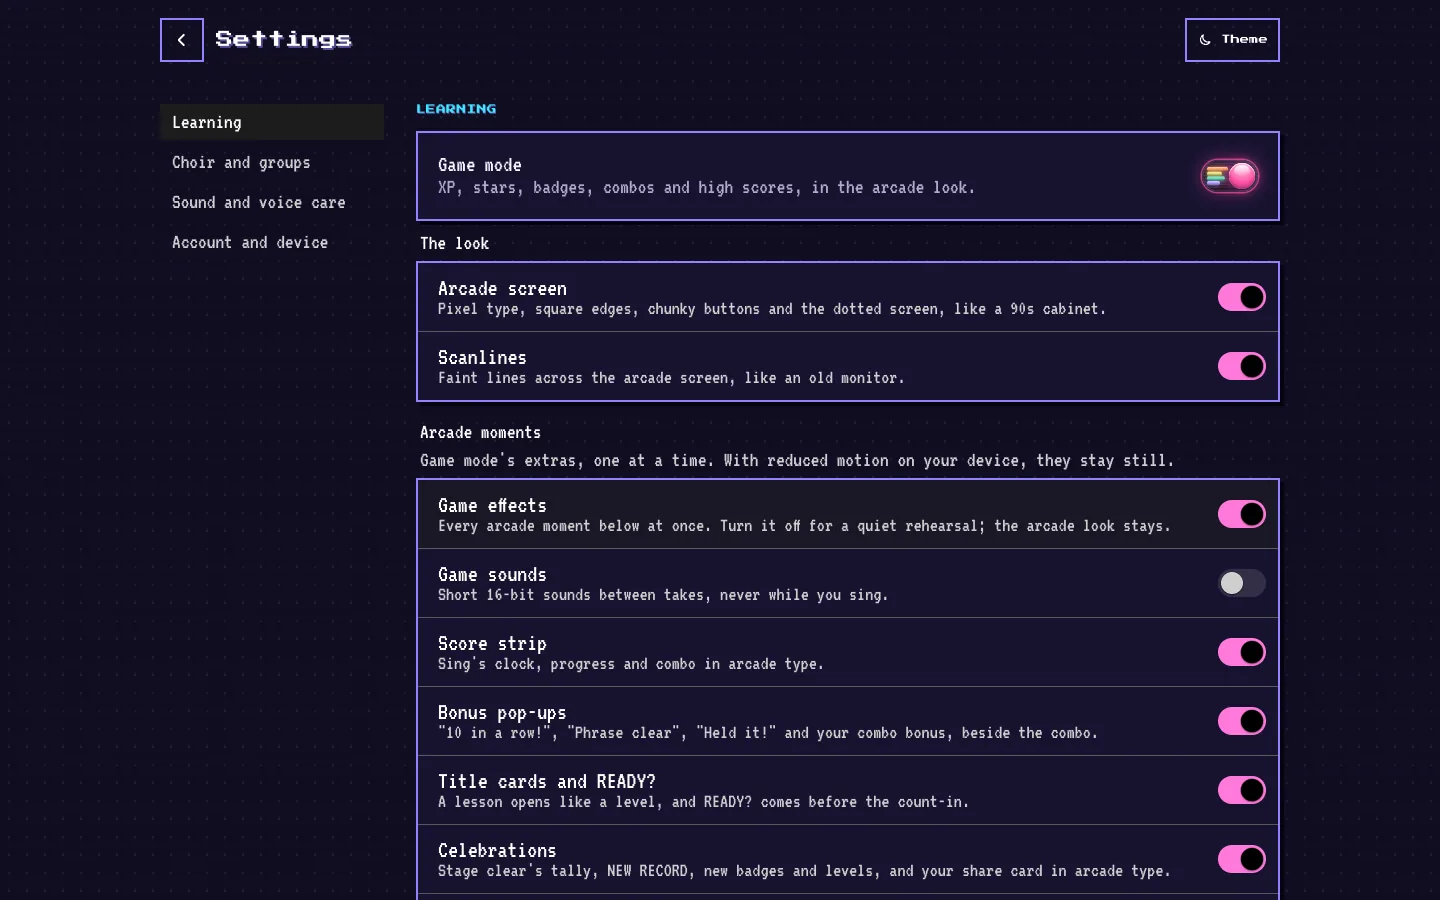 Settings
Theme
Learning
Choir and groups
Sound and voice care
Account and device
LEARNING
Game mode
XP, stars, badges, combos and high scores, in the arcade look.
The look
Arcade screen
Pixel type, square edges, chunky buttons and the dotted screen, like a 90s cabinet.
Scanlines
Faint lines across the arcade screen, like an old monitor.
Arcade moments
Game mode's extras, one at a time. With reduced motion on your device, they stay still.
Game effects
Every arcade moment below at once. Turn it off for a quiet rehearsal; the arcade look stays.
Game sounds
Short 16-bit sounds between takes, never while you sing.
Score strip
Sing's clock, progress and combo in arcade type.
Bonus pop-ups
"10 in a row!", "Phrase clear", "Held it!" and your combo bonus, beside the combo.
Title cards and READY?
A lesson opens like a level, and READY? comes before the count-in.
Celebrations
Stage clear's tally, NEW RECORD, new badges and levels, and your share card in arcade type.